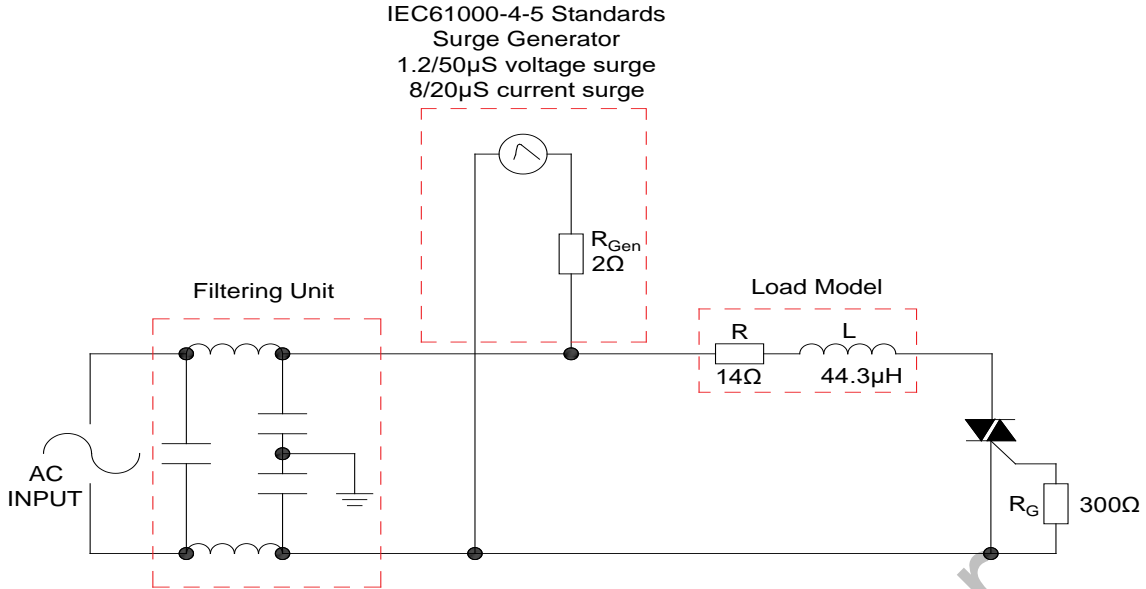 IEC61000-4-5 Standards
Surge Generator
1.2/50µS voltage surge
8/20µS current surge
R_Gen
2Ω
Filtering Unit
Load Model
R
L
14Ω
44.3µH
AC
INPUT
R_G
300Ω
r